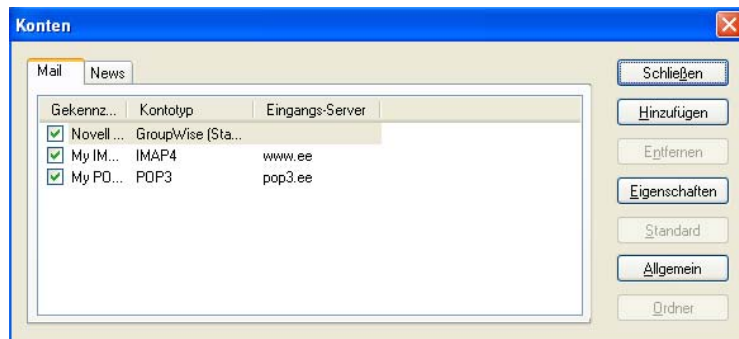 Konten
Mail News
Gekennz... Kontotyp Eingangs-Server
Novell ... GroupWise (Sta...
My IM... IMAP4 www.ee
My PO... POP3 pop3.ee
Schließen
Hinzufügen
Entfernen
Eigenschaften
Standard
Allgemein
Ordner